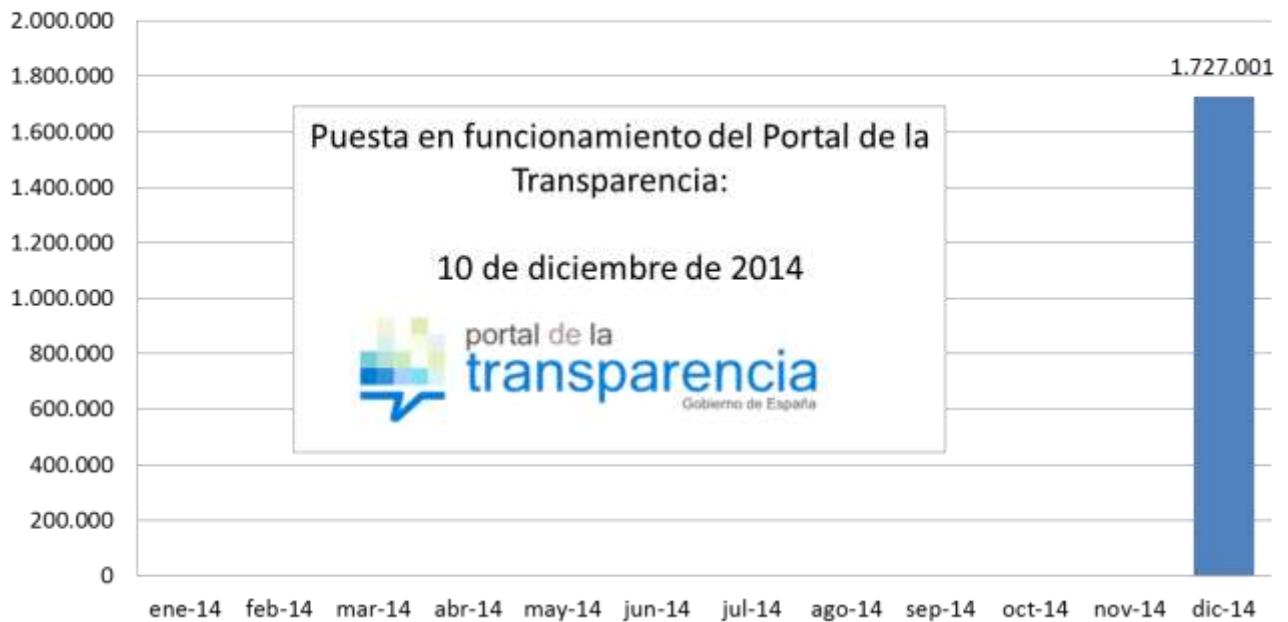 2.000.000
1.800.000
1.727.001
1.600.000
1.400.000
1.200.000
1.000.000
800.000
600.000
400.000
200.000
0
Puesta en funcionamiento del Portal de la
Transparencia:
10 de diciembre de 2014
portal de la
transparencia
Gobierno de España
ene-14 feb-14 mar-14 abr-14 may-14 jun-14 jul-14 ago-14 sep-14 oct-14 nov-14 dic-14